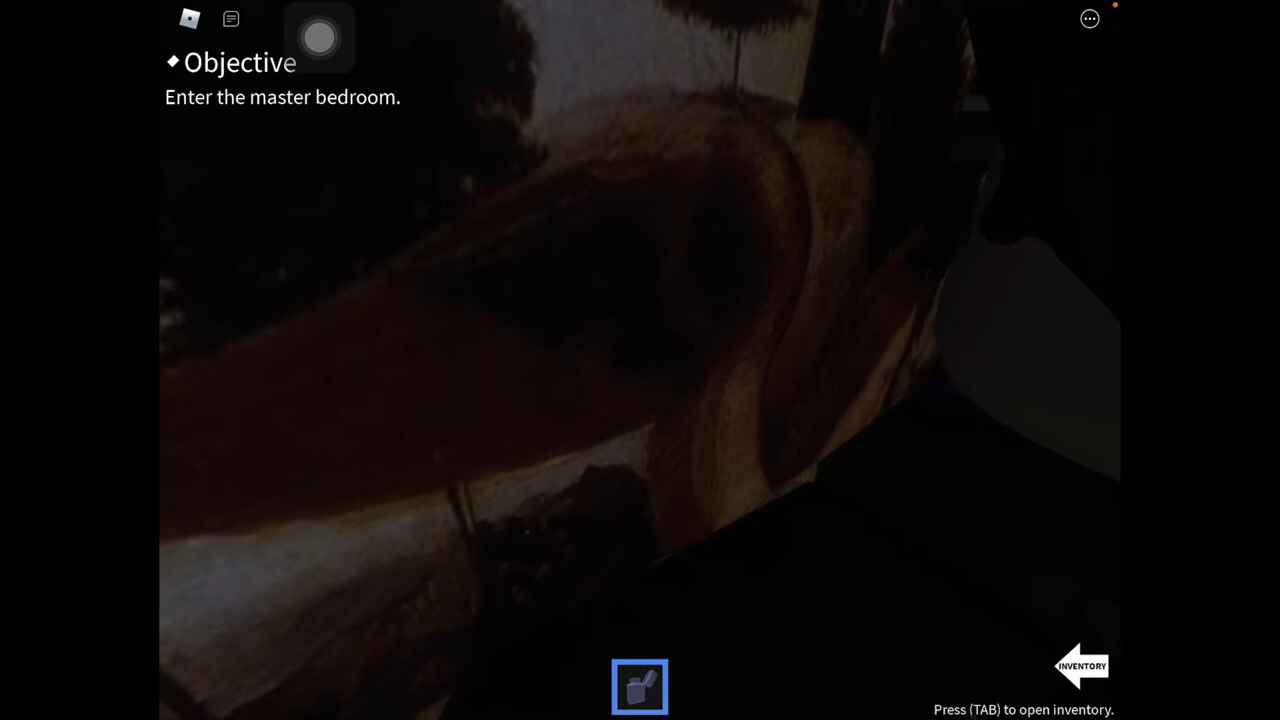 Objective
Enter the master bedroom.
INVENTORY
Press (TAB) to open inventory.